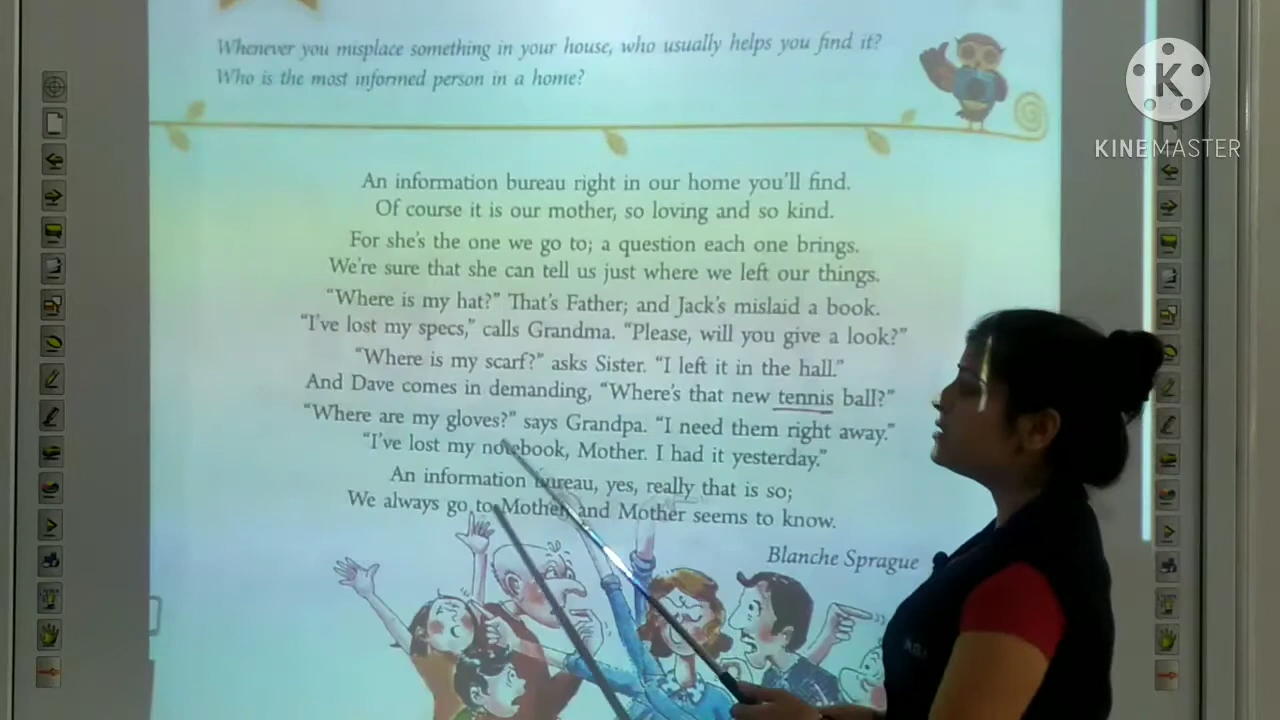 Whenever you misplace something in your house, who usually helps you find it?
Who is the most informed person in a home?
KINEMASTER
An information bureau right in our home you'll find.
Of course it is our mother, so loving and so kind.
For she's the one we go to; a question each one brings.
We're sure that she can tell us just where we left our things.
"Where is my hat?" That's Father; and Jack's mislaid a book.
"I've lost my specs," calls Grandma. "Please, will you give a look?"
"Where is my scarf?" asks Sister. "I left it in the hall."
And Dave comes in demanding, "Where's that new tennis ball?"
"Where are my gloves?" says Grandpa. "I need them right away."
"I've lost my notebook, Mother. I had it yesterday."
An information bureau, yes, really that is so;
We always go to Mother, and Mother seems to know.
Blanche Sprague